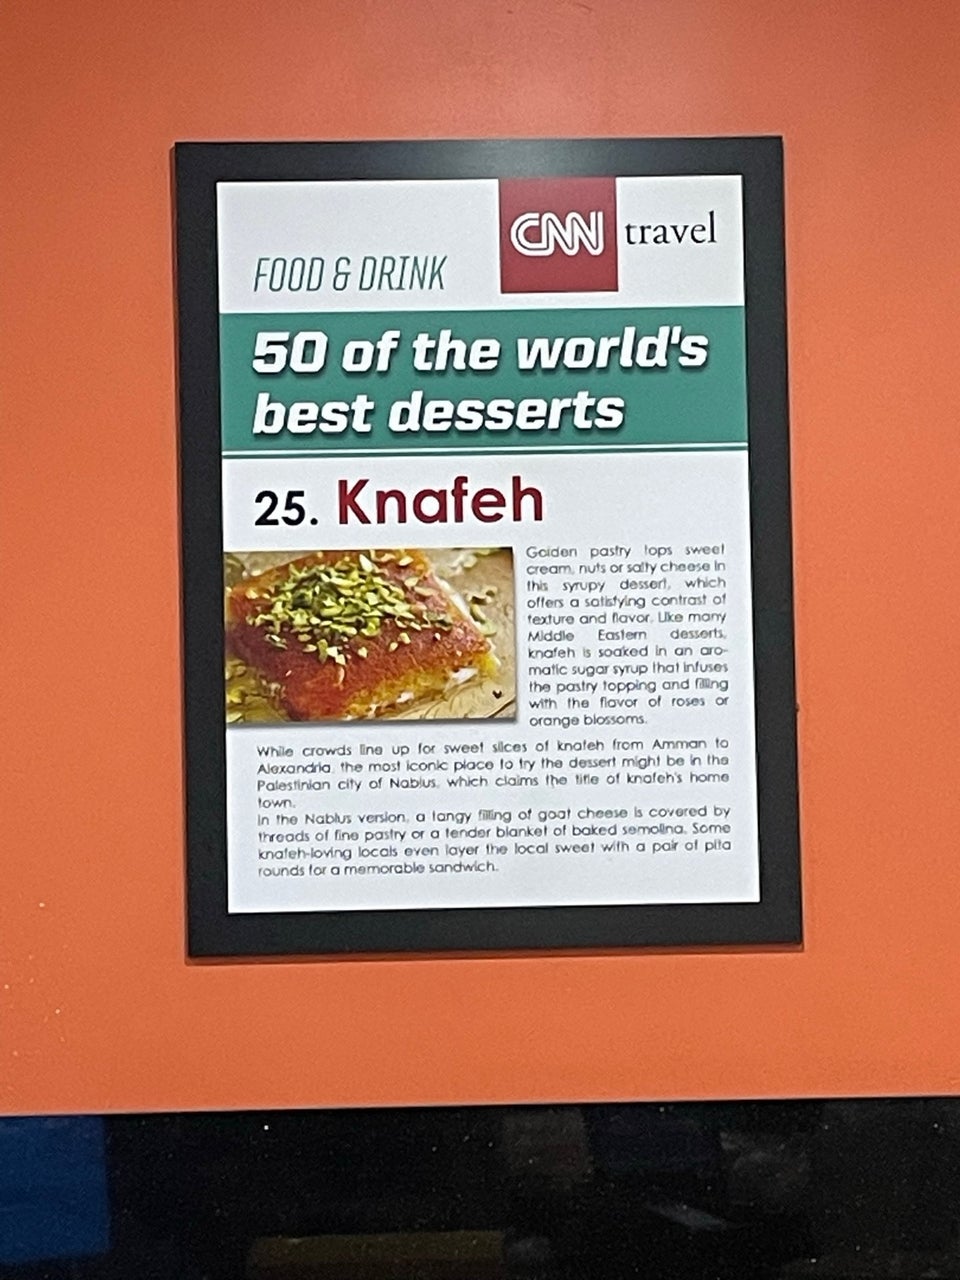 CNN travel
FOOD & DRINK
50 of the world's
best desserts
25. Knafeh
Golden pastry tops sweet
cream, nuts or salty cheese in
this syrupy dessert, which
offers a satisfying contrast of
texture and flavor. Like many
Middle Eastern desserts,
knafeh is soaked in an aro-
matic sugar syrup that infuses
the pastry topping and filling
with the flavor of roses or
orange blossoms.
While crowds line up for sweet slices of knafeh from Amman to
Alexandria, the most iconic place to try the dessert might be in the
Palestinian city of Nablus, which claims the title of knafeh's home
town.
In the Nablus version, a tangy filling of goat cheese is covered by
threads of fine pastry or a tender blanket of baked semolina. Some
knafeh-loving locals even layer the local sweet with a pair of pita
rounds for a memorable sandwich.